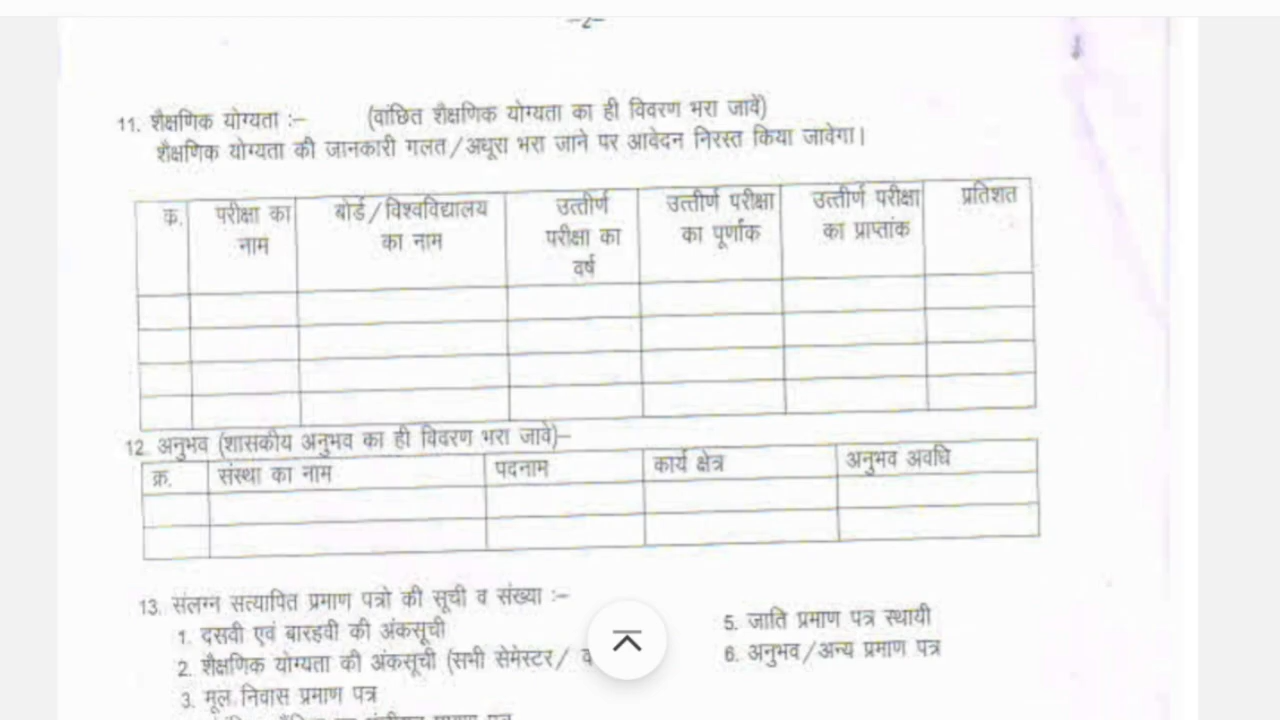 –2–
11. शैक्षणिक योग्यता :– (वांछित शैक्षणिक योग्यता का ही विवरण भरा जावें)
शैक्षणिक योग्यता की जानकारी गलत/अधूरा भरा जाने पर आवेदन निरस्त किया जावेगा।
क. परीक्षा का नाम बोर्ड/विश्वविद्यालय का नाम उत्तीर्ण परीक्षा का वर्ष उत्तीर्ण परीक्षा का पूर्णांक उत्तीर्ण परीक्षा का प्राप्तांक प्रतिशत
12. अनुभव (शासकीय अनुभव का ही विवरण भरा जावे)–
क्र. संस्था का नाम पदनाम कार्य क्षेत्र अनुभव अवधि
13. संलग्न सत्यापित प्रमाण पत्रो की सूची व संख्या :–
1. दसवी एवं बारहवी की अंकसूची
2. शैक्षणिक योग्यता की अंकसूची (सभी सेमेस्टर/
3. मूल निवास प्रमाण पत्र
5. जाति प्रमाण पत्र स्थायी
6. अनुभव/अन्य प्रमाण पत्र